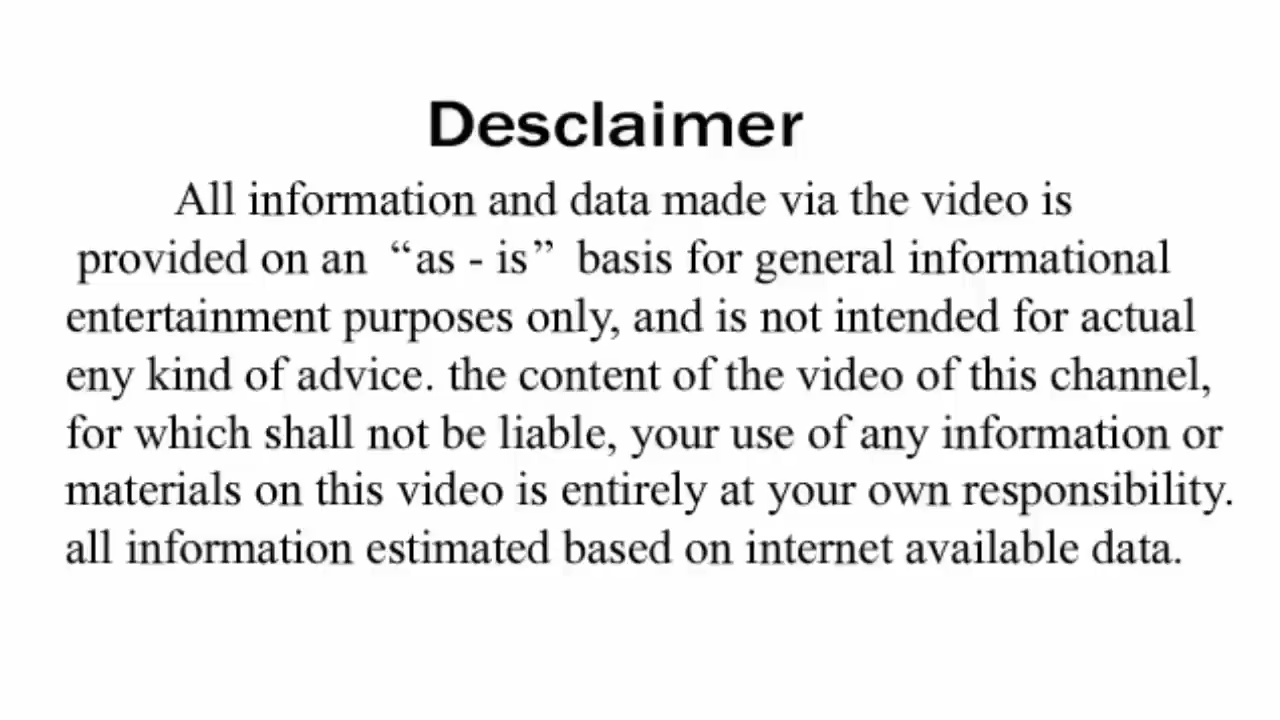 Desclaimer
All information and data made via the video is
provided on an “as - is” basis for general informational
entertainment purposes only, and is not intended for actual
eny kind of advice. the content of the video of this channel,
for which shall not be liable, your use of any information or
materials on this video is entirely at your own responsibility.
all information estimated based on internet available data.